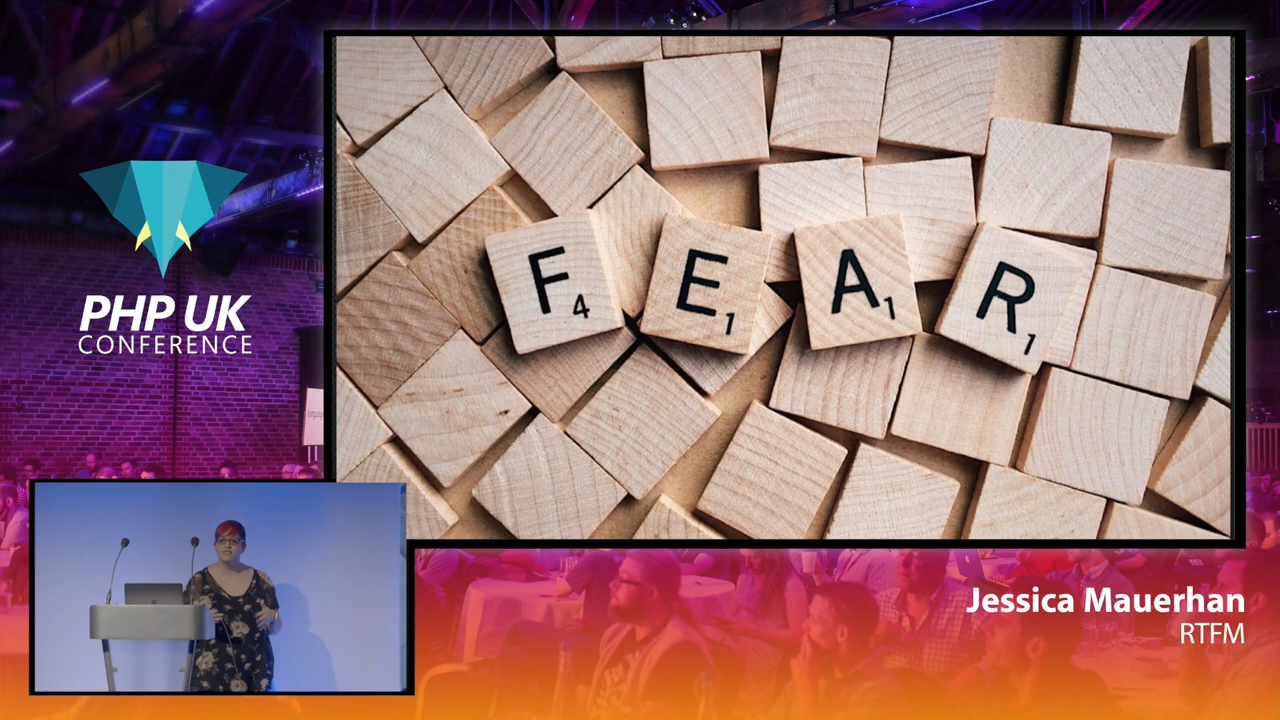 PHP UK
CONFERENCE
F4 E1 A1 R1
Jessica Mauerhan
RTFM